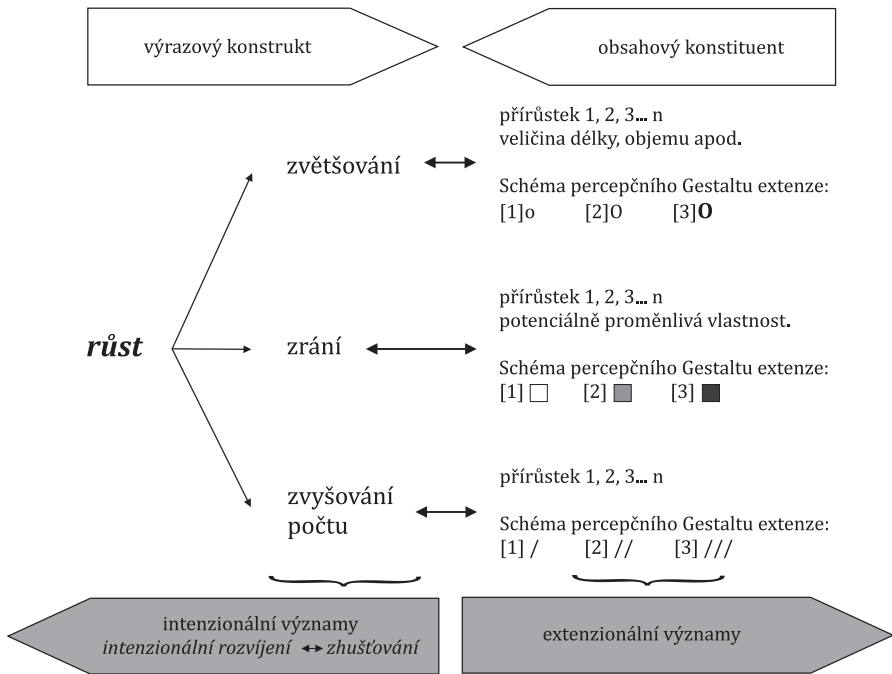 výrazový konstrukt
obsahový konstituent
přírůstek 1, 2, 3... n
veličina délky, objemu apod.
zvětšování
Schéma percepčního Gestaltu extenze:
[1]o [2]O [3]O
přírůstek 1, 2, 3... n
potenciálně proměnlivá vlastnost.
růst
zrání
Schéma percepčního Gestaltu extenze:
[1] [2] [3]
přírůstek 1, 2, 3... n
zvyšování
počtu
Schéma percepčního Gestaltu extenze:
[1] / [2] // [3] ///
intenzionální významy
intenzionální rozvíjení ↔ zhušťování
extenzionální významy